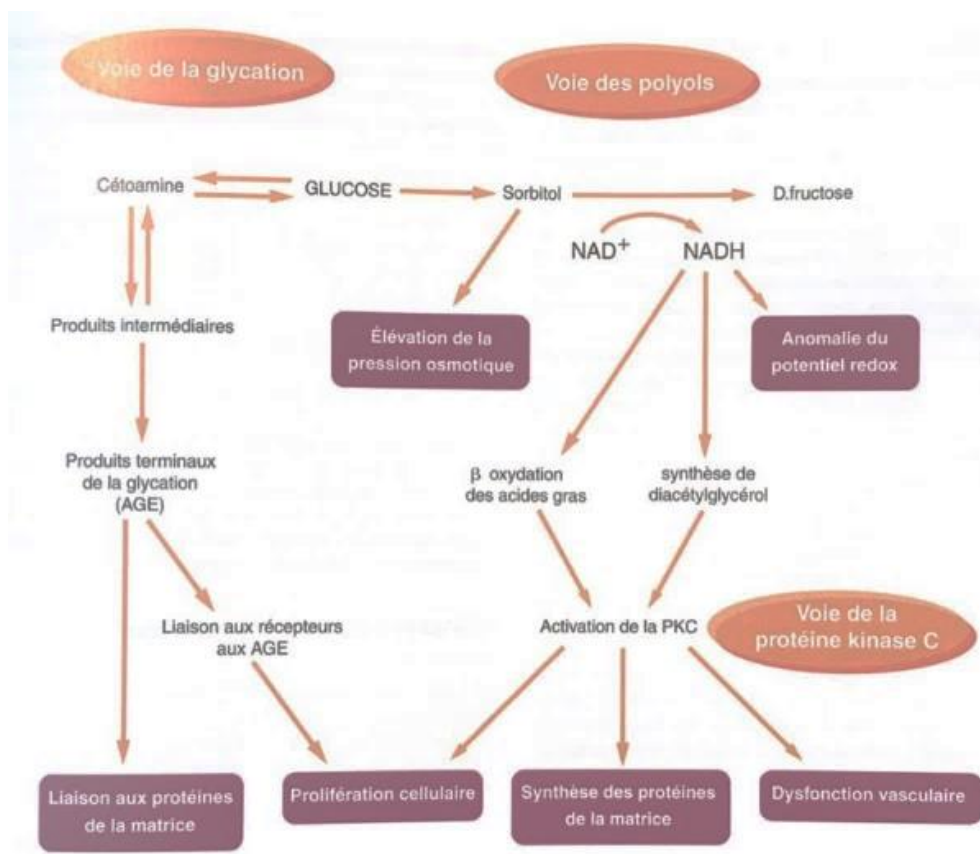 Voie de la glycation
Voie des polyols
Cétoamine
GLUCOSE
Sorbitol
D.fructose
NAD+
NADH
Produits intermédiaires
Élévation de la
pression osmotique
Anomalie du
potentiel redox
Produits terminaux
de la glycation
(AGE)
β oxydation
des acides gras
synthèse de
diacétylglycérol
Liaison aux récepteurs
aux AGE
Activation de la PKC
Voie de la
protéine kinase C
Liaison aux protéines
de la matrice
Prolifération cellulaire
Synthèse des protéines
de la matrice
Dysfonction vasculaire